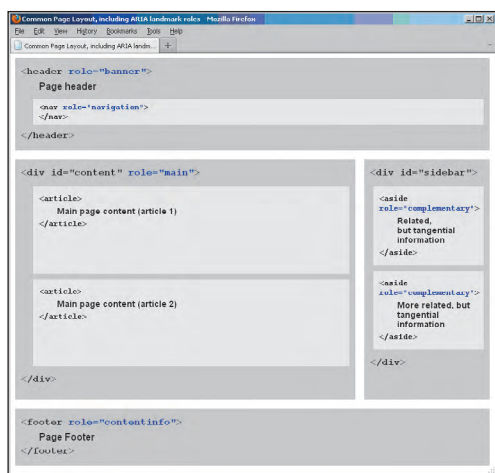 Common Page Layout, including ARIA landmark roles - Mozilla Firefox
File Edit View History Bookmarks Tools Help
Common Page Layout, including ARIA landm... +
<header role="banner">
Page header
<nav role="navigation">
</nav>
</header>
<div id="content" role="main">
<article>
Main page content (article 1)
</article>
<article>
Main page content (article 2)
</article>
</div>
<div id="sidebar">
<aside
role="complementary">
Related,
but tangential
information
</aside>
<aside
role="complementary">
More related, but
tangential
information
</aside>
</div>
<footer role="contentinfo">
Page Footer
</footer>